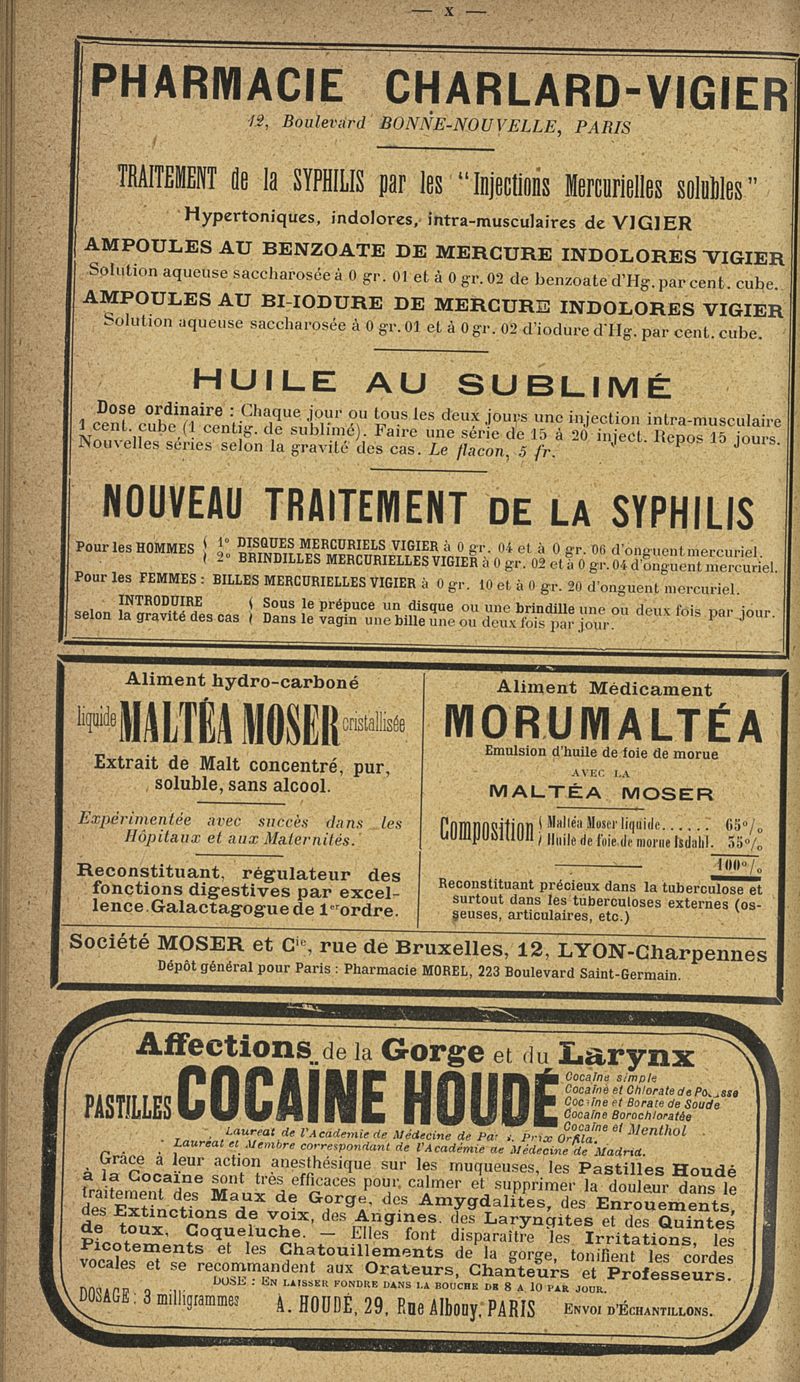 — X —
PHARMACIE CHARLARD-VIGIER
12, Boulevard BONNE-NOUVELLE, PARIS
TRAITEMENT de la SYPHILIS par les "Injections Mercurielles solubles"
Hypertoniques, indolores, intra-musculaires de VIGIER
AMPOULES AU BENZOATE DE MERCURE INDOLORES VIGIER
Solution aqueuse saccharosée à 0 gr. 01 et à 0 gr. 02 de benzoate d'Hg. par cent. cube.
AMPOULES AU BI-IODURE DE MERCURE INDOLORES VIGIER
Solution aqueuse saccharosée à 0 gr. 01 et à 0 gr. 02 d'iodure d'Hg. par cent. cube.
HUILE AU SUBLIMÉ
Dose ordinaire : Chaque jour ou tous les deux jours une injection intra-musculaire
1 cent. cube (1 centig. de sublimé). Faire une série de 15 à 20 inject. Repos 15 jours.
Nouvelles séries selon la gravité des cas. Le flacon, 5 fr.
NOUVEAU TRAITEMENT DE LA SYPHILIS
Pour les HOMMES { 1° DISQUES MERCURIELS VIGIER à 0 gr. 04 et à 0 gr. 06 d'onguent mercuriel.
2° BRINDILLES MERCURIELLES VIGIER à 0 gr. 02 et à 0 gr. 04 d'onguent mercuriel.
Pour les FEMMES : BILLES MERCURIELLES VIGIER à 0 gr. 10 et à 0 gr. 20 d'onguent mercuriel.
INTRODUIRE { Sous le prépuce un disque ou une brindille une ou deux fois par jour.
selon la gravité des cas { Dans le vagin une bille une ou deux fois par jour.
Aliment hydro-carboné
liquide MALTÉA MOSER cristallisée
Extrait de Malt concentré, pur,
soluble, sans alcool.
Expérimentée avec succès dans les
Hôpitaux et aux Maternités.
Reconstituant, régulateur des
fonctions digestives par excel-
lence. Galactagogue de 1er ordre.
Aliment Médicament
MORUMALTÉA
Emulsion d'huile de foie de morue
AVEC LA
MALTÉA MOSER
Composition { Maltéa Moser liquide...... 65 %
Huile de foie de morue Isdahl. 35 %
100 %
Reconstituant précieux dans la tuberculose et
surtout dans les tuberculoses externes (os-
seuses, articulaires, etc.)
Société MOSER et Cie, rue de Bruxelles, 12, LYON-Charpennes
Dépôt général pour Paris : Pharmacie MOREL, 223 Boulevard Saint-Germain.
Affections de la Gorge et du Larynx
PASTILLES COCAÏNE HOUDÉ
Cocaïne simple
Cocaïne et Chlorate de Potasse
Cocaïne et Borate de Soude
Cocaïne Borochloratée
Cocaïne et Menthol
Lauréat de l'Académie de Médecine de Paris. Prix Orfila.
Lauréat et Membre correspondant de l'Académie de Médecine de Madrid.
Grâce à leur action anesthésique sur les muqueuses, les Pastilles Houdé
à la Cocaïne sont très efficaces pour calmer et supprimer la douleur dans le
traitement des Maux de Gorge, des Amygdalites, des Enrouements,
des Extinctions de voix, des Angines, des Laryngites et des Quintes
de toux, Coqueluche. — Elles font disparaître les Irritations, les
Picotements et les Chatouillements de la gorge, tonifient les cordes
vocales et se recommandent aux Orateurs, Chanteurs et Professeurs.
DOSE : EN LAISSER FONDRE DANS LA BOUCHE DE 8 A 10 PAR JOUR.
DOSAGE : 3 milligrammes A. HOUDÉ, 29, Rue Albouy, PARIS ENVOI D'ÉCHANTILLONS.